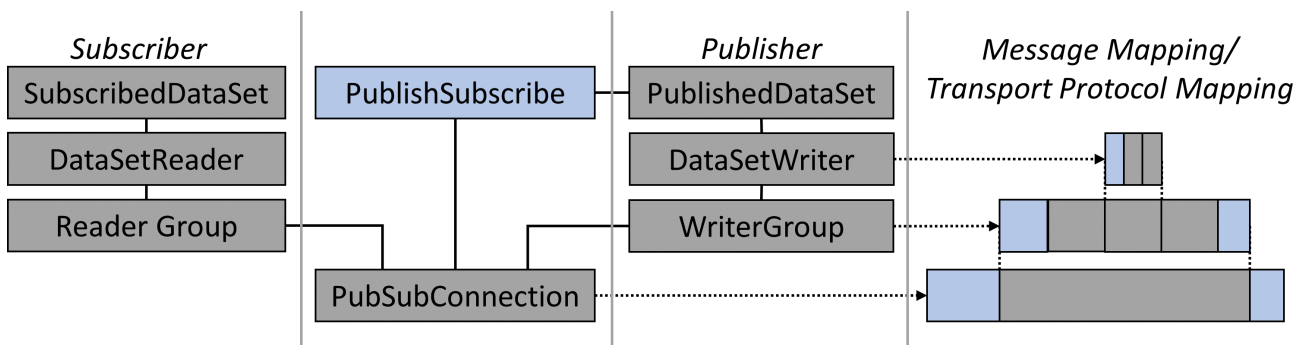 Subscriber
SubscribedDataSet
DataSetReader
Reader Group
PublishSubscribe
PubSubConnection
Publisher
PublishedDataSet
DataSetWriter
WriterGroup
Message Mapping/
Transport Protocol Mapping